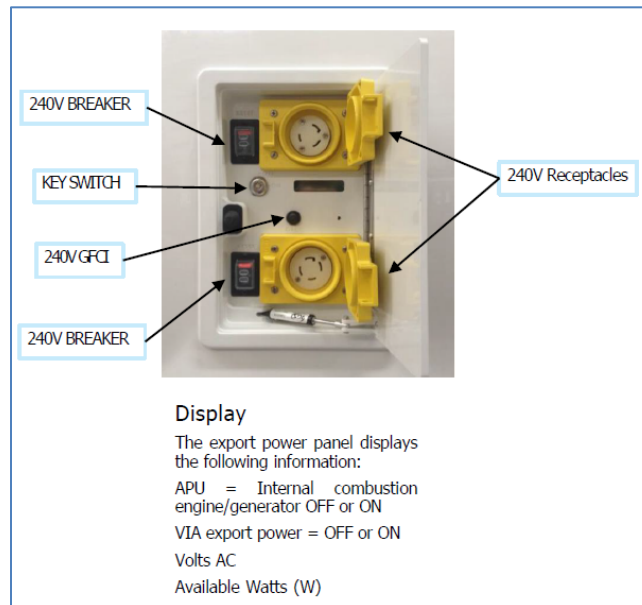 240V BREAKER
KEY SWITCH
240V GFCI
240V BREAKER
240V Receptacles
Display
The export power panel displays
the following information:
APU = Internal combustion
engine/generator OFF or ON
VIA export power = OFF or ON
Volts AC
Available Watts (W)